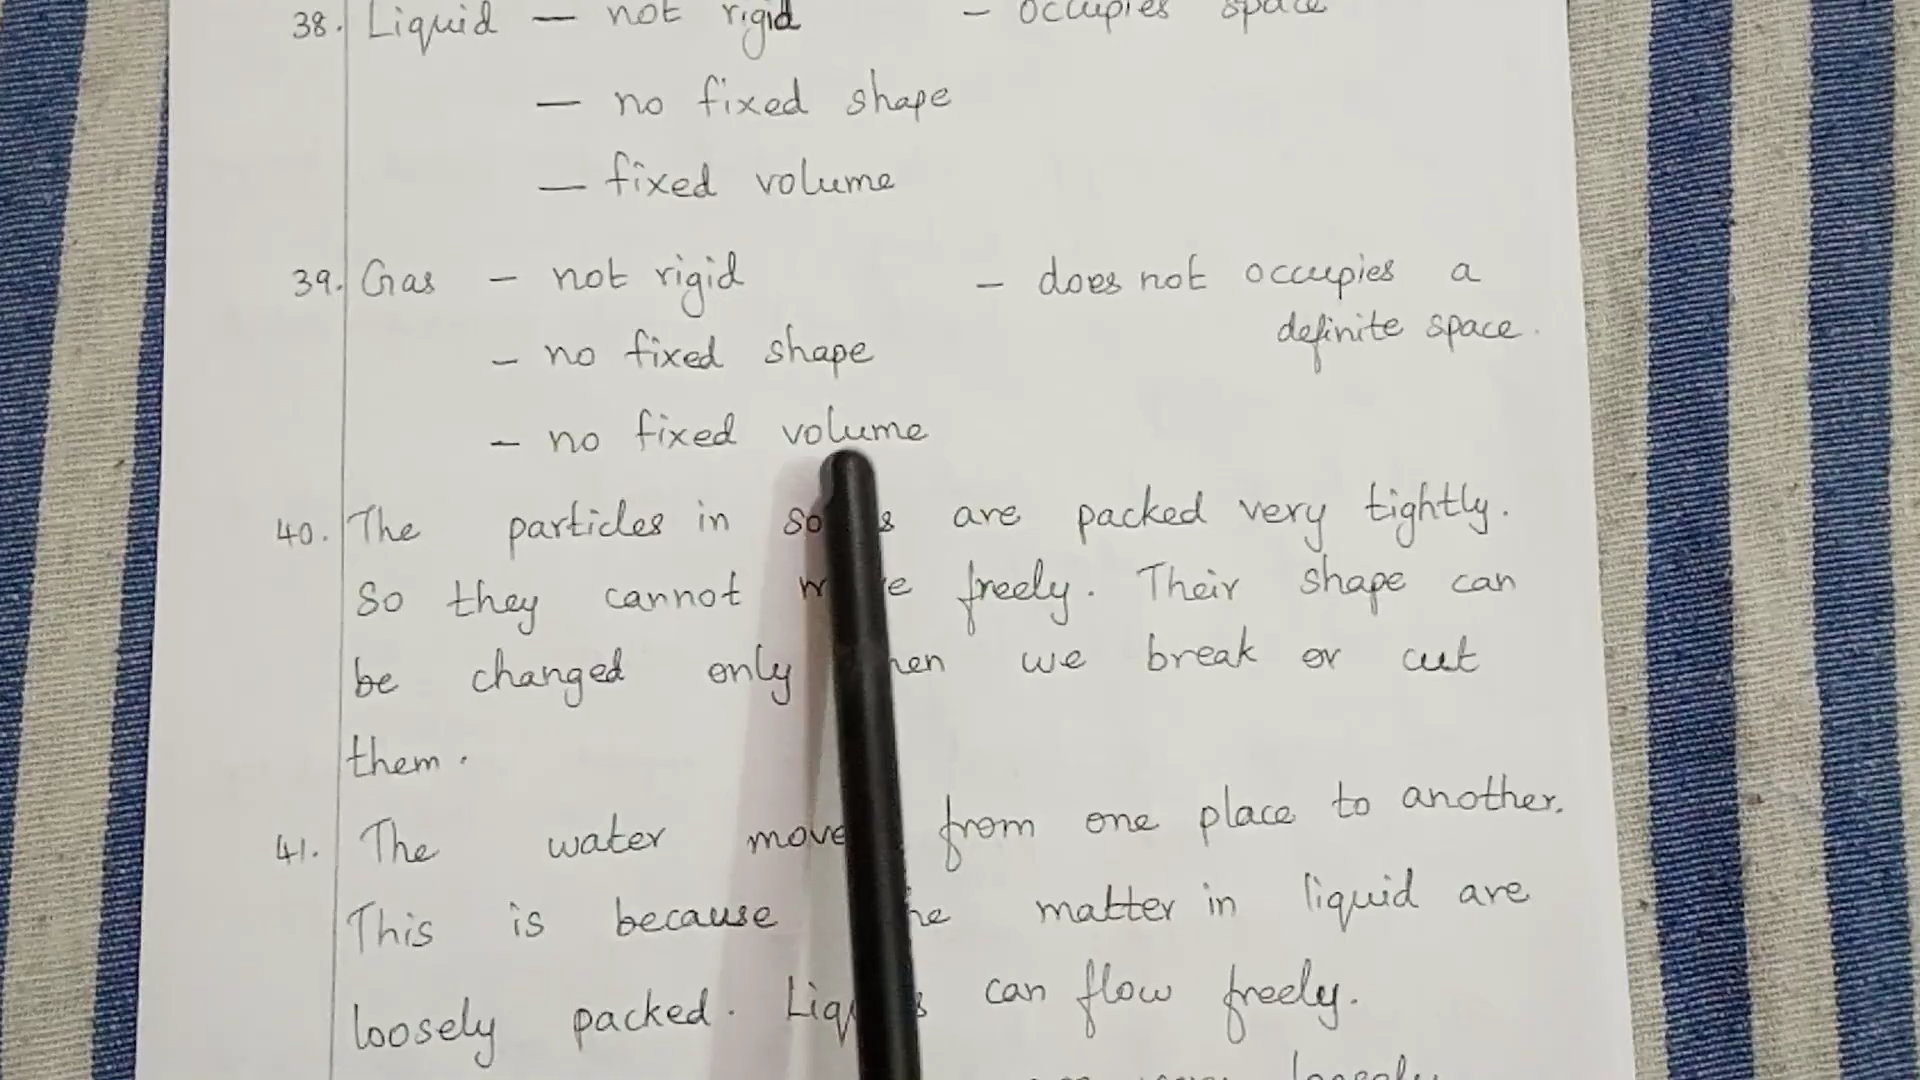 38. Liquid — not rigid - occupies space
— no fixed shape
— fixed volume
39. Gas - not rigid - does not occupies a
definite space.
- no fixed shape
- no fixed volume
40. The particles in are packed very tightly.
So they cannot freely. Their shape can
be changed only we break or cut
them.
41. The water from one place to another.
This is because matter in liquid are
loosely packed. can flow freely.
loosely